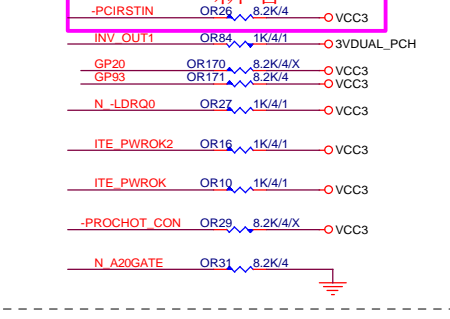 -PCIRSTIN OR26 8.2K/4 VCC3
INV_OUT1 OR84 1K/4/1 3VDUAL_PCH
GP20 OR170 8.2K/4/X VCC3
GP93 OR171 8.2K/4 VCC3
N_-LDRQ0 OR27 1K/4/1 VCC3
ITE_PWROK2 OR16 1K/4/1 VCC3
ITE_PWROK OR10 1K/4/1 VCC3
-PROCHOT_CON OR29 8.2K/4/X VCC3
N_A20GATE OR31 8.2K/4